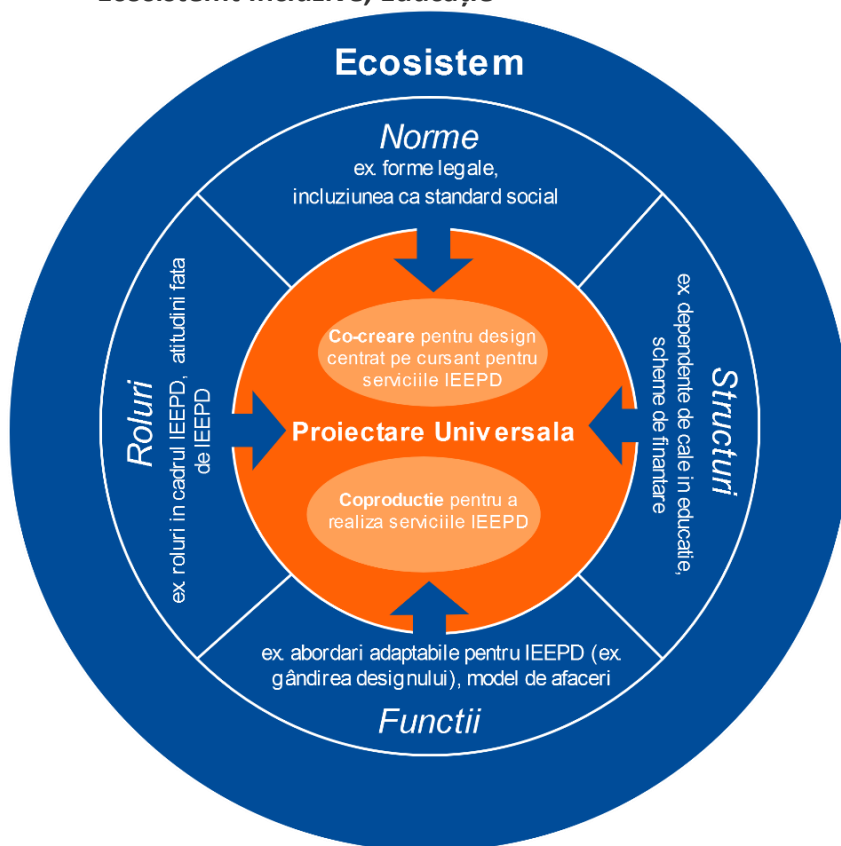 Ecosistem
Norme
ex. forme legale,
incluziunea ca standard social
Roluri
ex roluri in cadrul IEEPD, atitudini fata
de IEEPD
Co-creare pentru design
centrat pe cursant pentru
serviciile IEEPD
Proiectare Universala
Coproductie pentru a
realiza serviciile IEEPD
Structuri
ex. dependente de cale in educatie,
scheme de finantare
ex. abordari adaptabile pentru IEEPD (ex.
gândirea designului), model de afaceri
Functii